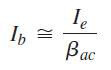 I_b ≅ I_e / β_ac